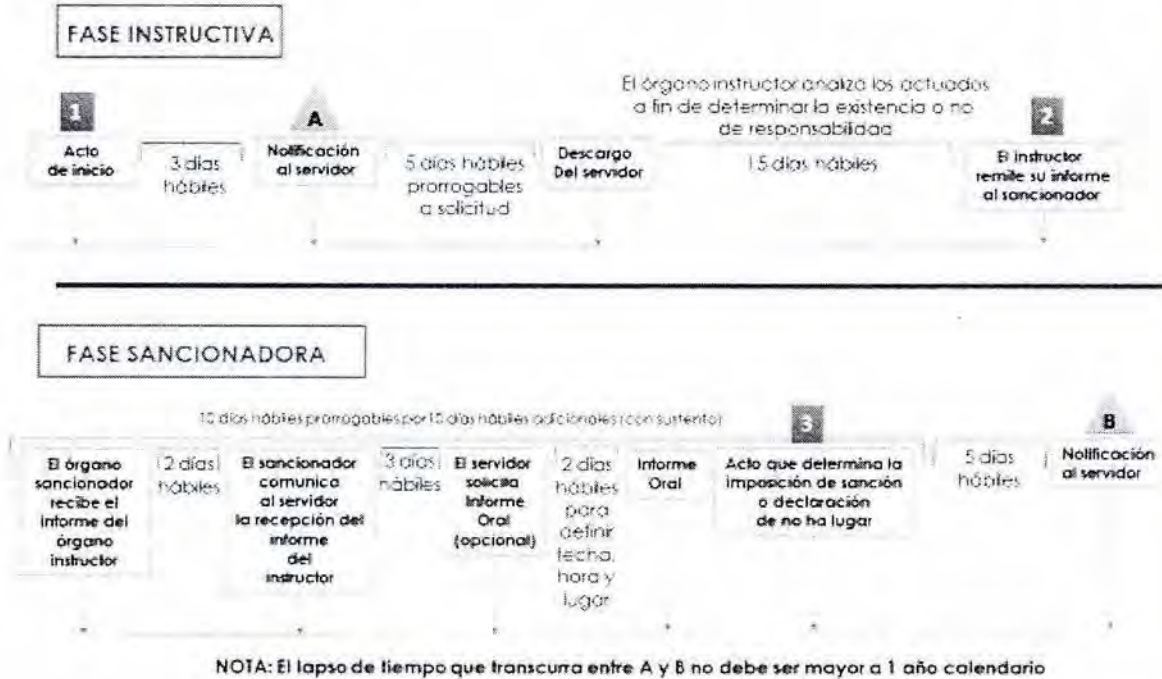 FASE INSTRUCTIVA
El órgano instructor analiza los actuados
a fin de determinar la existencia o no
de responsabilidad
1
A
2
Acto
de inicio
3 días
hábiles
Notificación
al servidor
5 días hábiles
prorrogables
a solicitud
Descargo
Del servidor
15 días hábiles
El instructor
remite su informe
al sancionador
FASE SANCIONADORA
10 días hábiles prorrogables por 10 días hábiles adicionales (con sustento)
3
B
El órgano
sancionador
recibe el
informe del
órgano
instructor
2 días
hábiles
El sancionador
comunica
al servidor
la recepción del
informe
del
instructor
3 días
hábiles
El servidor
solicita
Informe
Oral
(opcional)
2 días
hábiles
para
definir
fecha,
hora y
lugar
Informe
Oral
Acto que determina la
imposición de sanción
o declaración
de no ha lugar
5 días
hábiles
Notificación
al servidor
NOTA: El lapso de tiempo que transcurra entre A y B no debe ser mayor a 1 año calendario